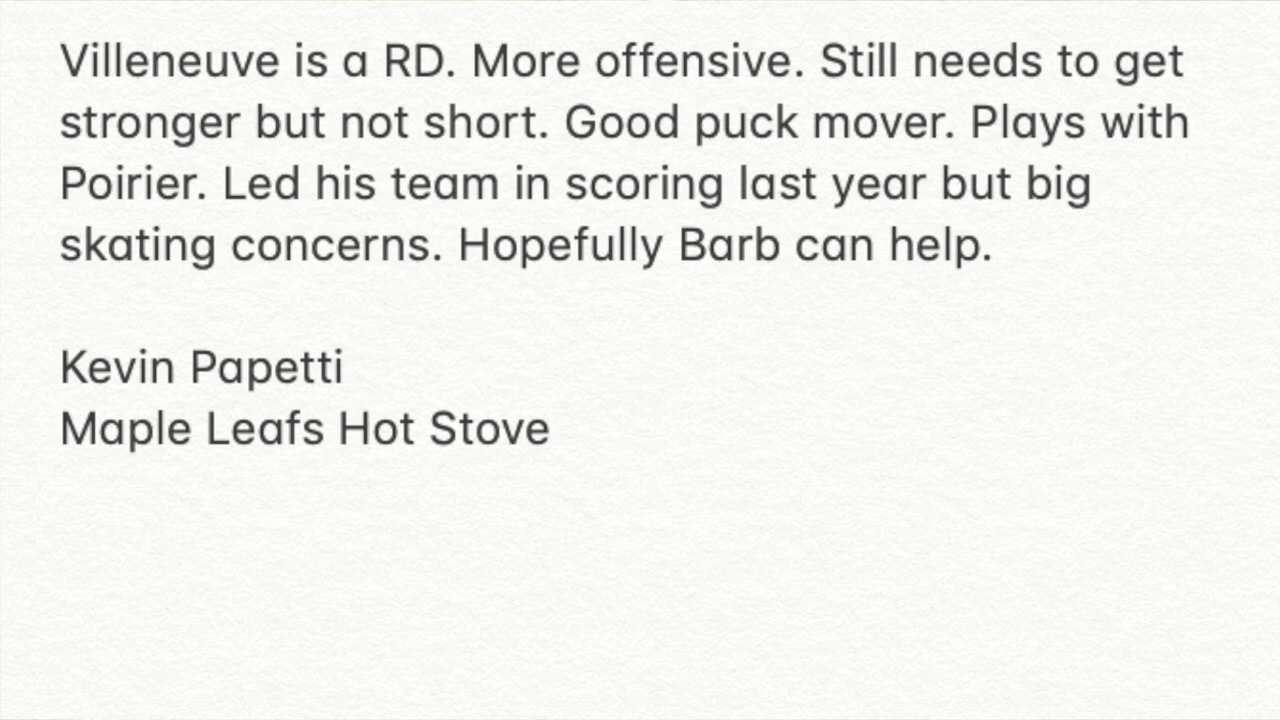 Villeneuve is a RD. More offensive. Still needs to get
stronger but not short. Good puck mover. Plays with
Poirier. Led his team in scoring last year but big
skating concerns. Hopefully Barb can help.
Kevin Papetti
Maple Leafs Hot Stove